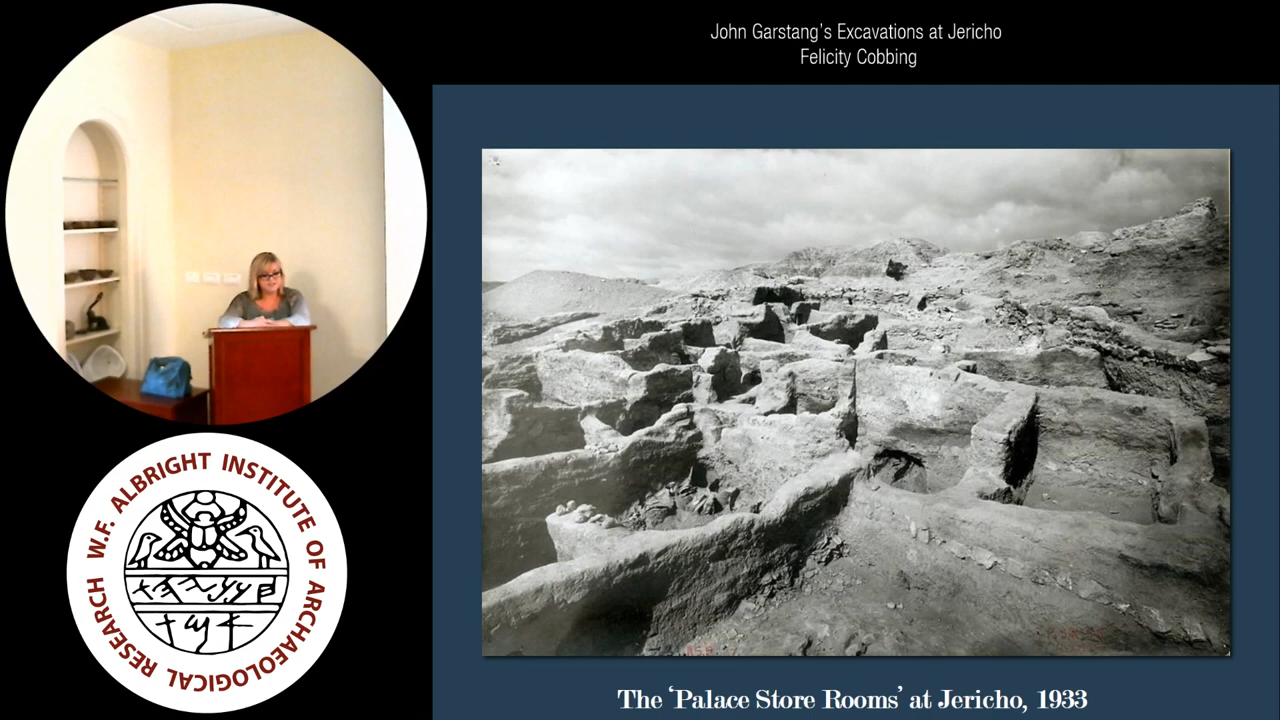 John Garstang's Excavations at Jericho
Felicity Cobbing
W.F. ALBRIGHT INSTITUTE OF ARCHAEOLOGICAL RESEARCH
The 'Palace Store Rooms' at Jericho, 1933